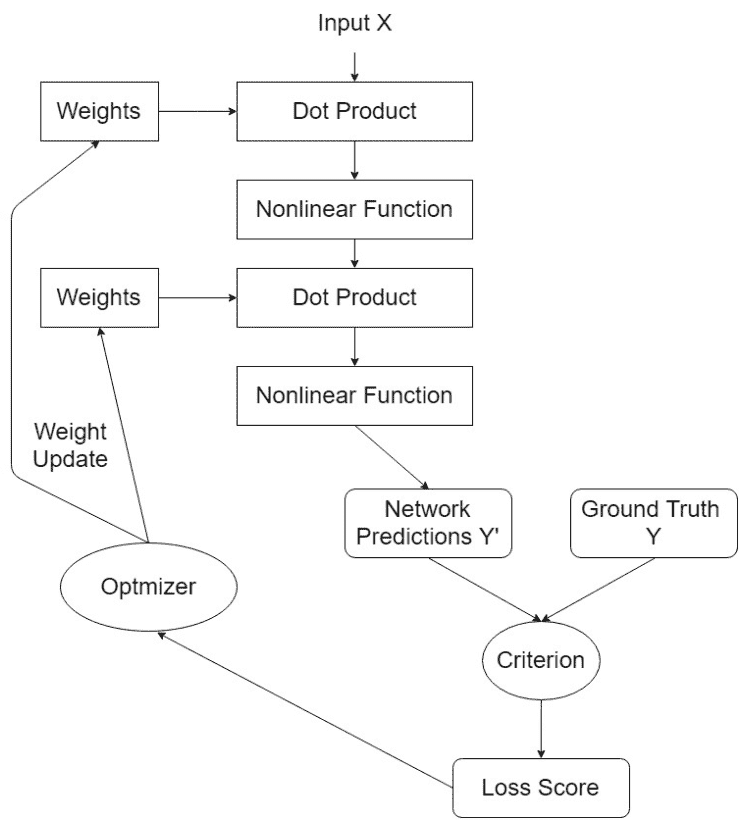 Input X
Weights
Dot Product
Nonlinear Function
Weights
Dot Product
Nonlinear Function
Weight
Update
Network
Predictions Y'
Ground Truth
Y
Optmizer
Criterion
Loss Score